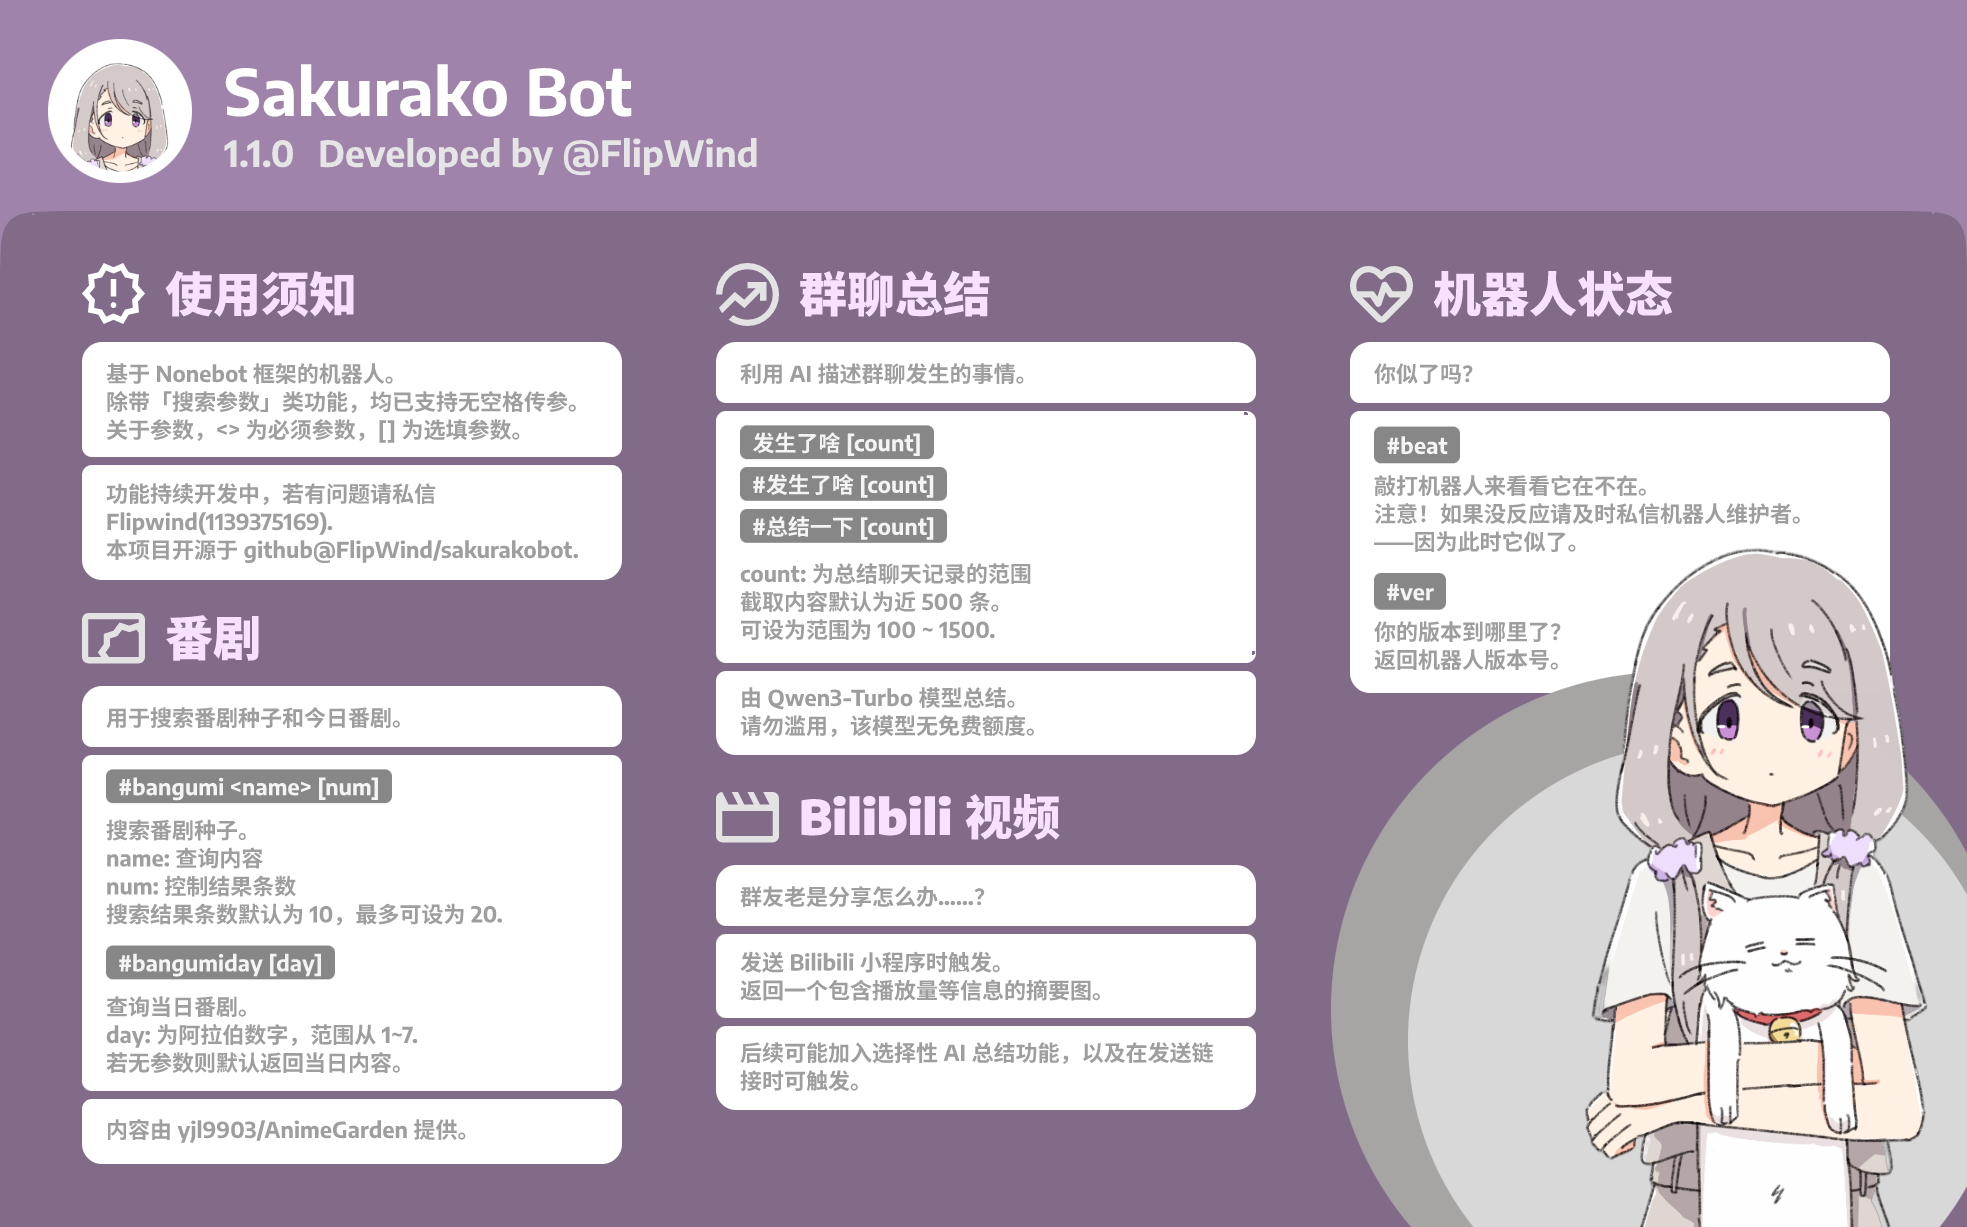 Sakurako Bot
1.1.0 Developed by @FlipWind
使用须知
基于 Nonebot 框架的机器人。
除带「搜索参数」类功能，均已支持无空格传参。
关于参数，<> 为必须参数，[] 为选填参数。
功能持续开发中，若有问题请私信
Flipwind(1139375169).
本项目开源于 github@FlipWind/sakurakobot.
番剧
用于搜索番剧种子和今日番剧。
#bangumi <name> [num]
搜索番剧种子。
name: 查询内容
num: 控制结果条数
搜索结果条数默认为 10，最多可设为 20.
#bangumiday [day]
查询当日番剧。
day: 为阿拉伯数字，范围从 1~7.
若无参数则默认返回当日内容。
内容由 yjl9903/AnimeGarden 提供。
群聊总结
利用 AI 描述群聊发生的事情。
发生了啥 [count]
#发生了啥 [count]
#总结一下 [count]
count: 为总结聊天记录的范围
截取内容默认为近 500 条。
可设为范围为 100 ~ 1500.
由 Qwen3-Turbo 模型总结。
请勿滥用，该模型无免费额度。
Bilibili 视频
群友老是分享怎么办……？
发送 Bilibili 小程序时触发。
返回一个包含播放量等信息的摘要图。
后续可能加入选择性 AI 总结功能，以及在发送链
接时可触发。
机器人状态
你似了吗？
#beat
敲打机器人来看看它在不在。
注意！如果没反应请及时私信机器人维护者。
——因为此时它似了。
#ver
你的版本到哪里了？
返回机器人版本号。